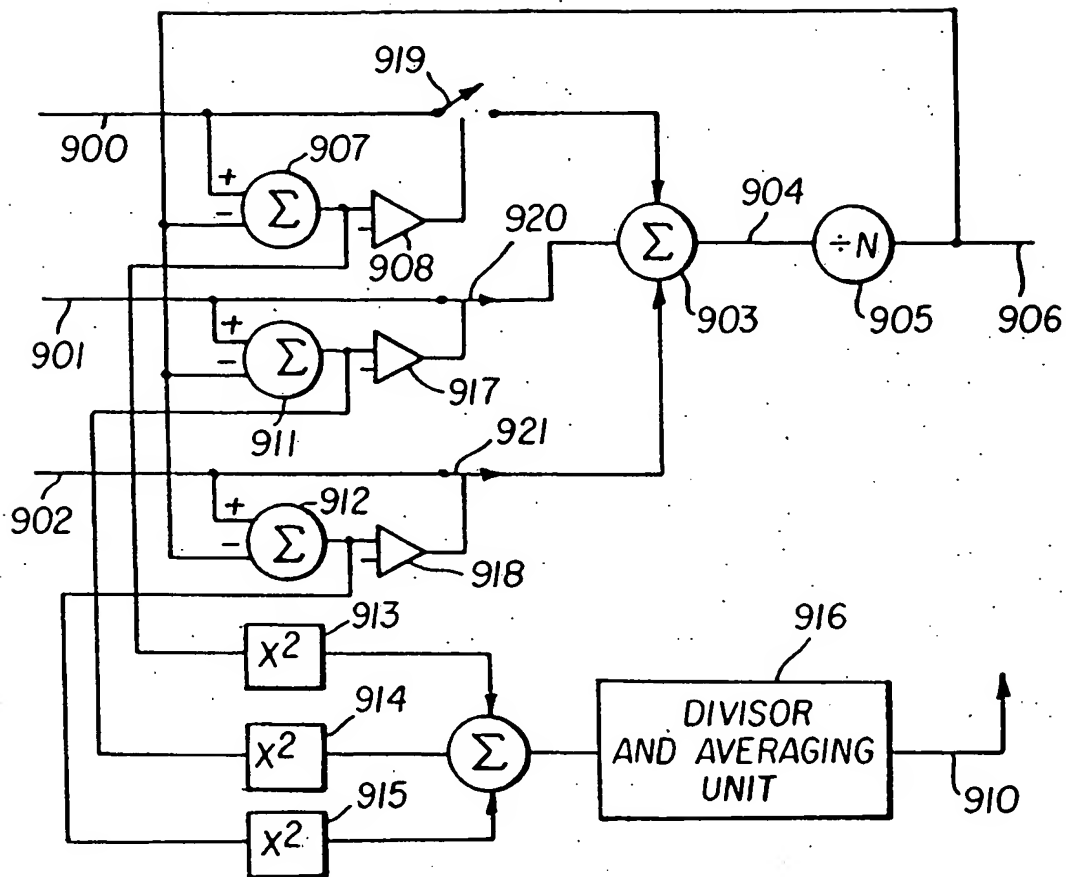 919
900
907
+
-
Σ
908
920
904
Σ
÷N
903
905
906
901
+
-
Σ
917
911
921
902
912
+
-
Σ
918
913
X²
916
914
X²
Σ
DIVISOR
AND AVERAGING
UNIT
910
915
X²